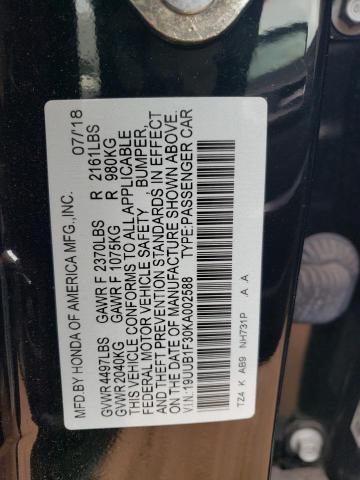 MFD.BY HONDA OF AMERICA MFG.,INC. 07/18
GVWR 4497LBS GAWR F 2370LBS R 2161LBS
GVWR 2040KG GAWR F 1075KG R 980KG
THIS VEHICLE CONFORMS TO ALL APPLICABLE
FEDERAL MOTOR VEHICLE SAFETY, BUMPER,
AND THEFT PREVENTION STANDARDS IN EFFECT
ON THE DATE OF MANUFACTURE SHOWN ABOVE.
V.I.N.:19UUB1F30KA002588 TYPE:PASSENGER CAR
TZ4 K AB9 NH731P A A